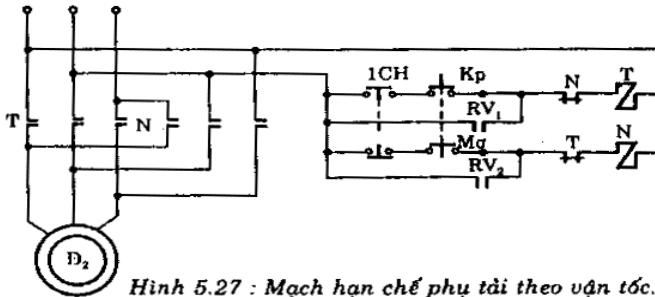 1CH Kp N T
RV₁
T N
Mg T N
RV₂
Đ₂
Hình 5.27 : Mạch hạn chế phụ tải theo vận tốc.